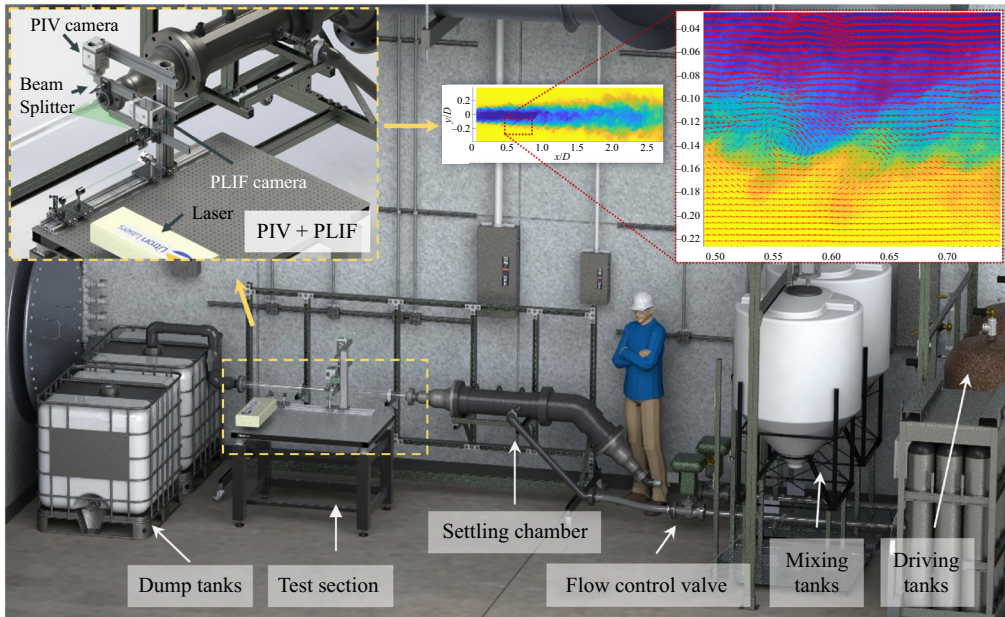 PIV camera
Beam
Splitter
PLIF camera
Laser
Litron Lasers
PIV + PLIF
y/D
0.2
0
−0.2
0
0.5
1.0
1.5
2.0
2.5
x/D
-0.04
-0.06
-0.08
-0.10
-0.12
-0.14
-0.16
-0.18
-0.20
-0.22
0.50
0.55
0.60
0.65
0.70
Dump tanks
Test section
Settling chamber
Flow control valve
Mixing
tanks
Driving
tanks